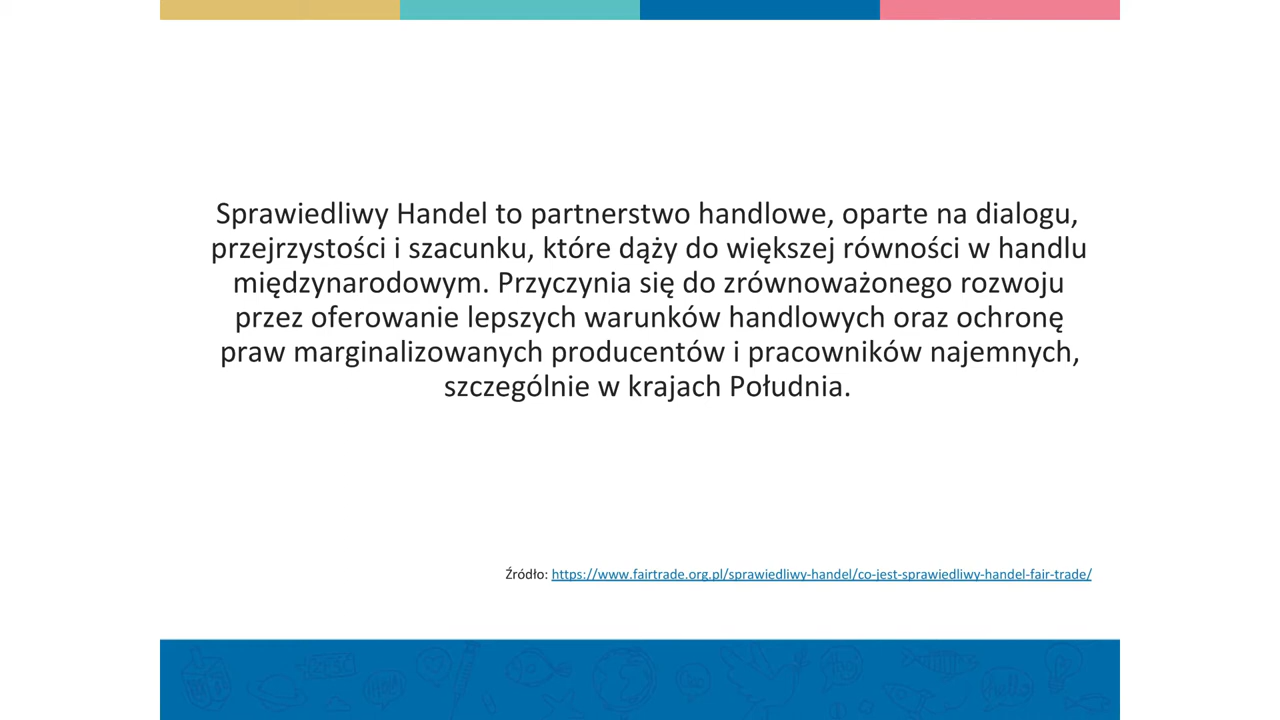 Sprawiedliwy Handel to partnerstwo handlowe, oparte na dialogu,
przejrzystości i szacunku, które dąży do większej równości w handlu
międzynarodowym. Przyczynia się do zrównoważonego rozwoju
przez oferowanie lepszych warunków handlowych oraz ochronę
praw marginalizowanych producentów i pracowników najemnych,
szczególnie w krajach Południa.
Źródło: https://www.fairtrade.org.pl/sprawiedliwy-handel/co-jest-sprawiedliwy-handel-fair-trade/